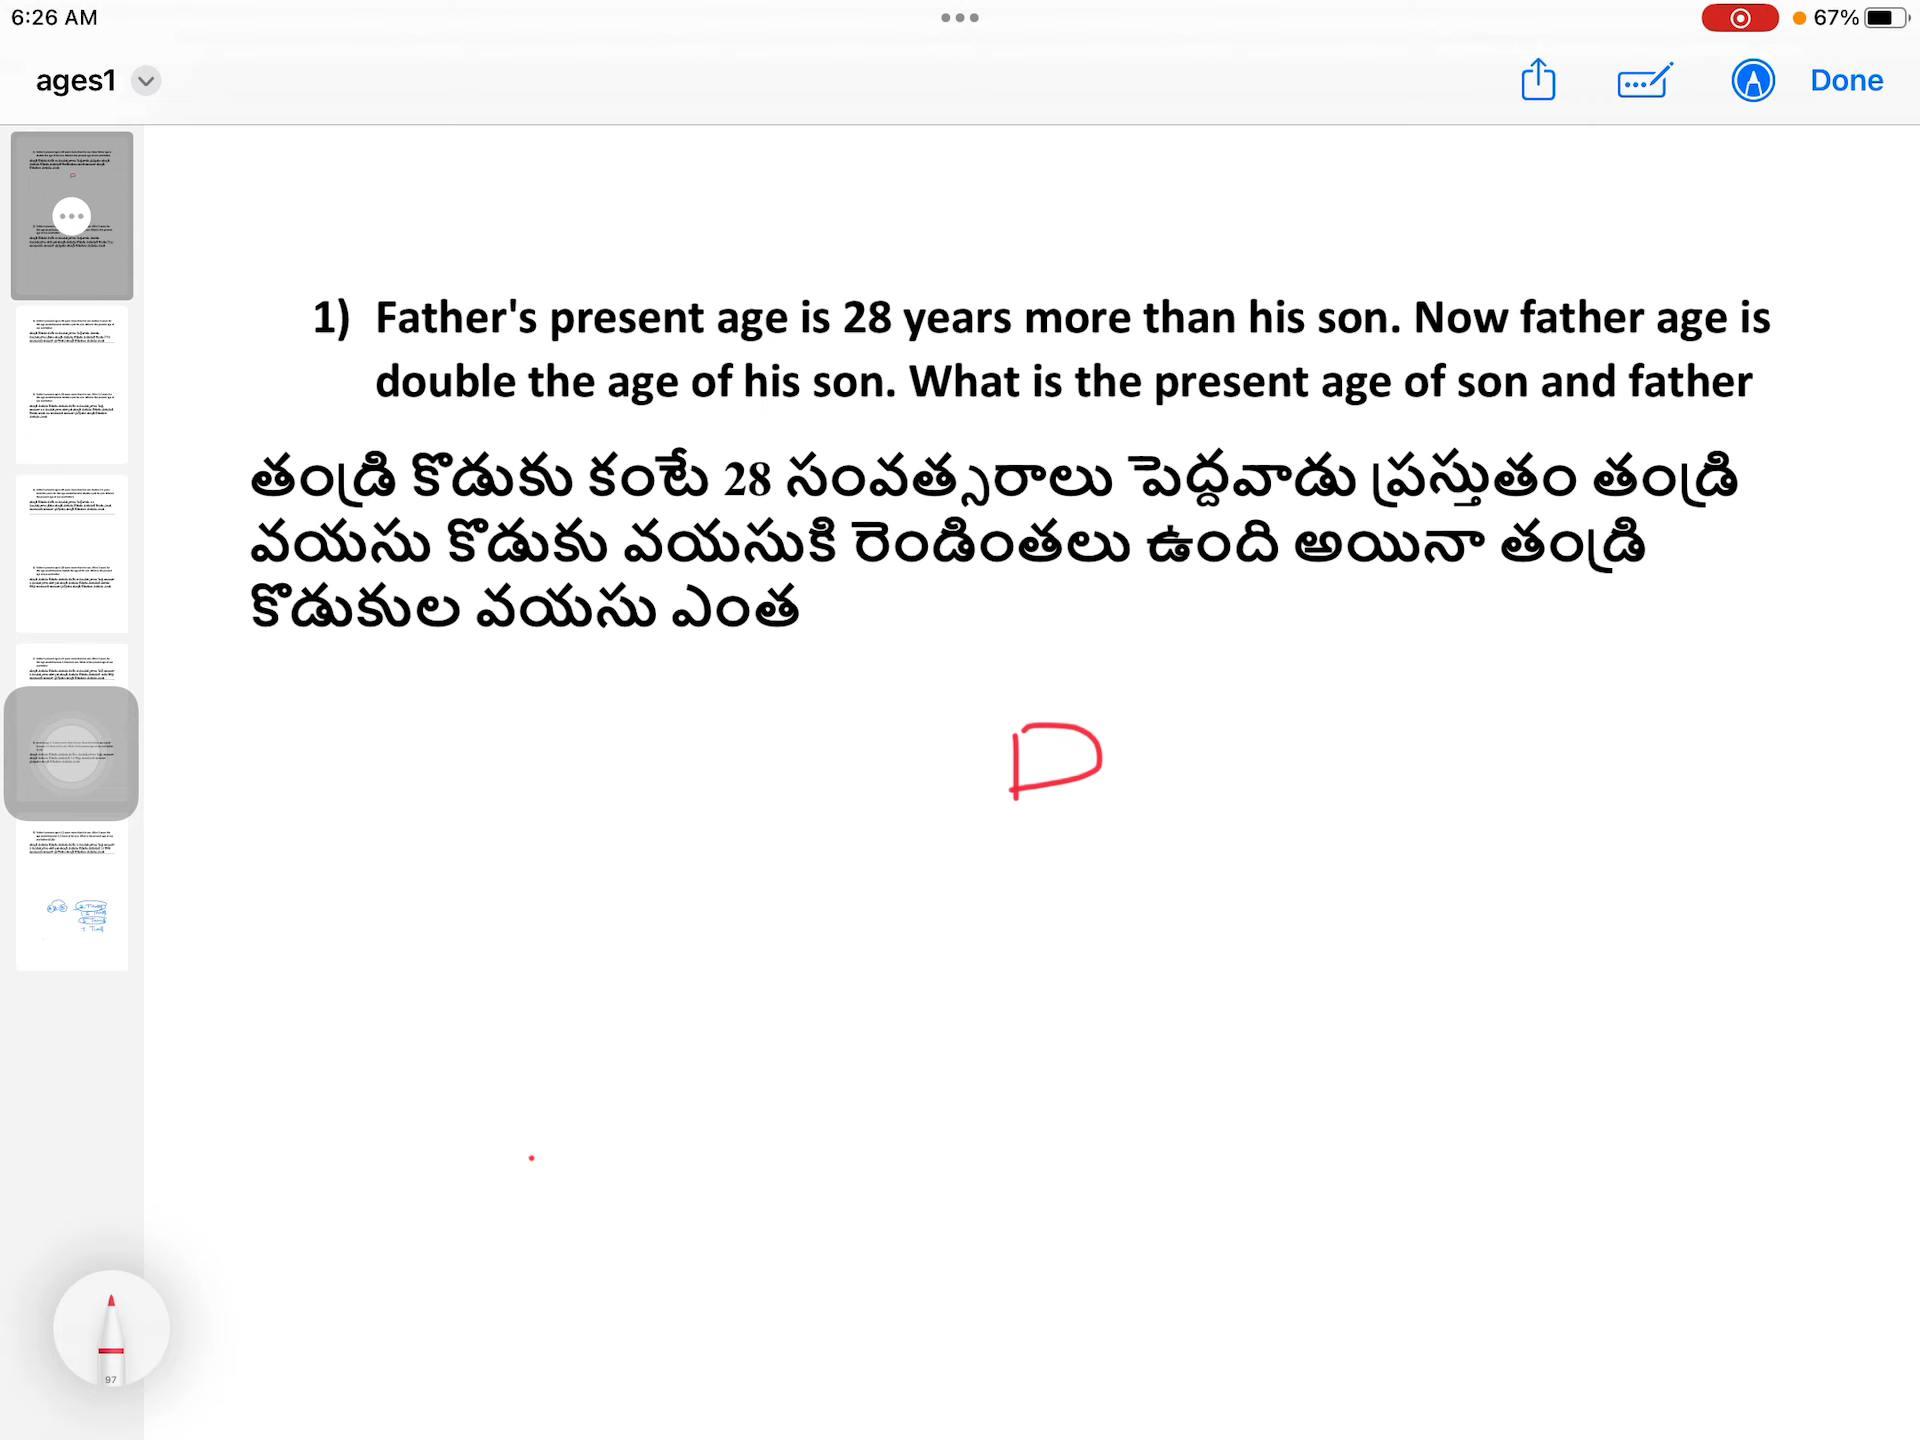 6:26 AM
67%
ages1
Done
1) Father's present age is 28 years more than his son. Now father age is
double the age of his son. What is the present age of son and father
తండ్రి కొడుకు కంటే 28 సంవత్సరాలు పెద్దవాడు ప్రస్తుతం తండ్రి
వయసు కొడుకు వయసుకి రెండింతలు ఉంది అయినా తండ్రి
కొడుకుల వయసు ఎంత
D
97